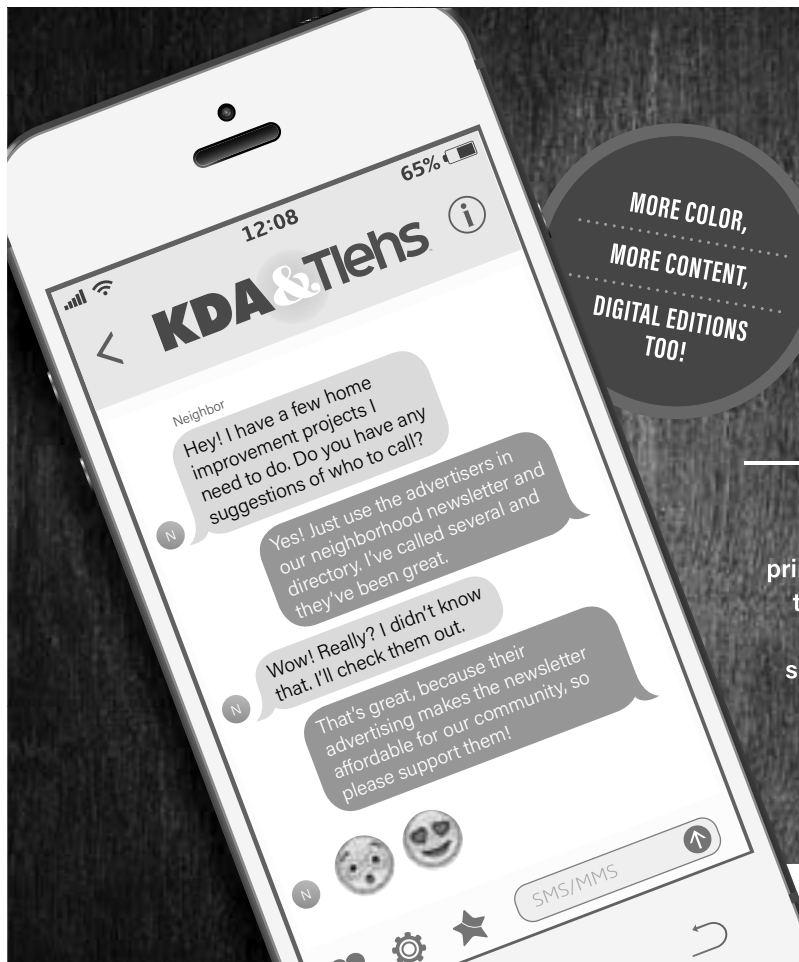 65%
12:08
KDA&Tlehs
i
Neighbor
Hey! I have a few home
improvement projects I
need to do. Do you have any
suggestions of who to call?
N
Yes! Just use the advertisers in
our neighborhood newsletter and
directory. I've called several and
they've been great.
Wow! Really? I didn't know
that. I'll check them out.
N
That's great, because their
advertising makes the newsletter
affordable for our community, so
please support them!
N
SMS/MMS
MORE COLOR,
MORE CONTENT,
DIGITAL EDITIONS
TOO!
pri
t
s